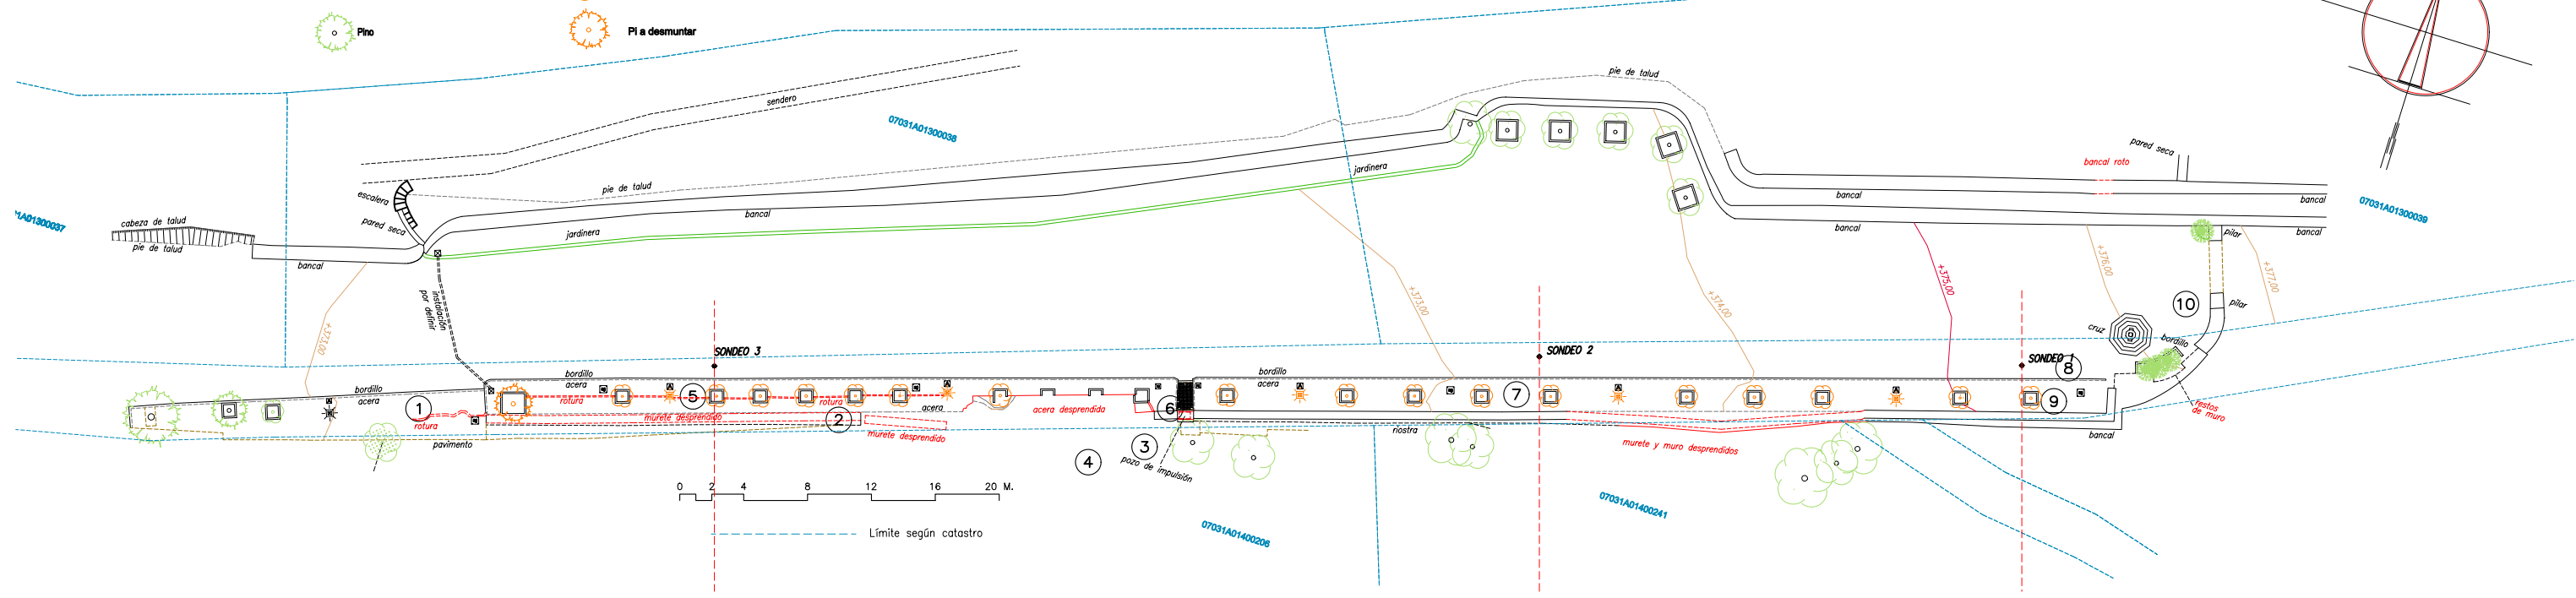 Pino
Pi a desmuntar
pie de talud
sendero
07031A01300038
pared seca
bancal roto
jardinera
escalera
pie de talud
bancal
bancal
07031A01300039
1A01300037
cabeza de talud
pared seca
bancal
bancal
pilar
bancal
pie de talud
jardinera
bancal
+376,00
+377,00
+375,00
instalación
por definir
+373,00
+374,00
10
pilar
+373,00
cruz
bordillo
SONDEO 3
SONDEO 2
SONDEO 1
8
bordillo
acera
bordillo
acera
bordillo
acera
1
rotura
5
rotura
2
acera
acera desprendida
6
7
9
restos
de muro
rotura
murete desprendido
murete desprendido
riostra
bancal
pavimento
3
murete y muro desprendidos
4
pozo de impulsión
0 2 4 8 12 16 20 M.
07031A01400241
07031A01400206
Límite según catastro